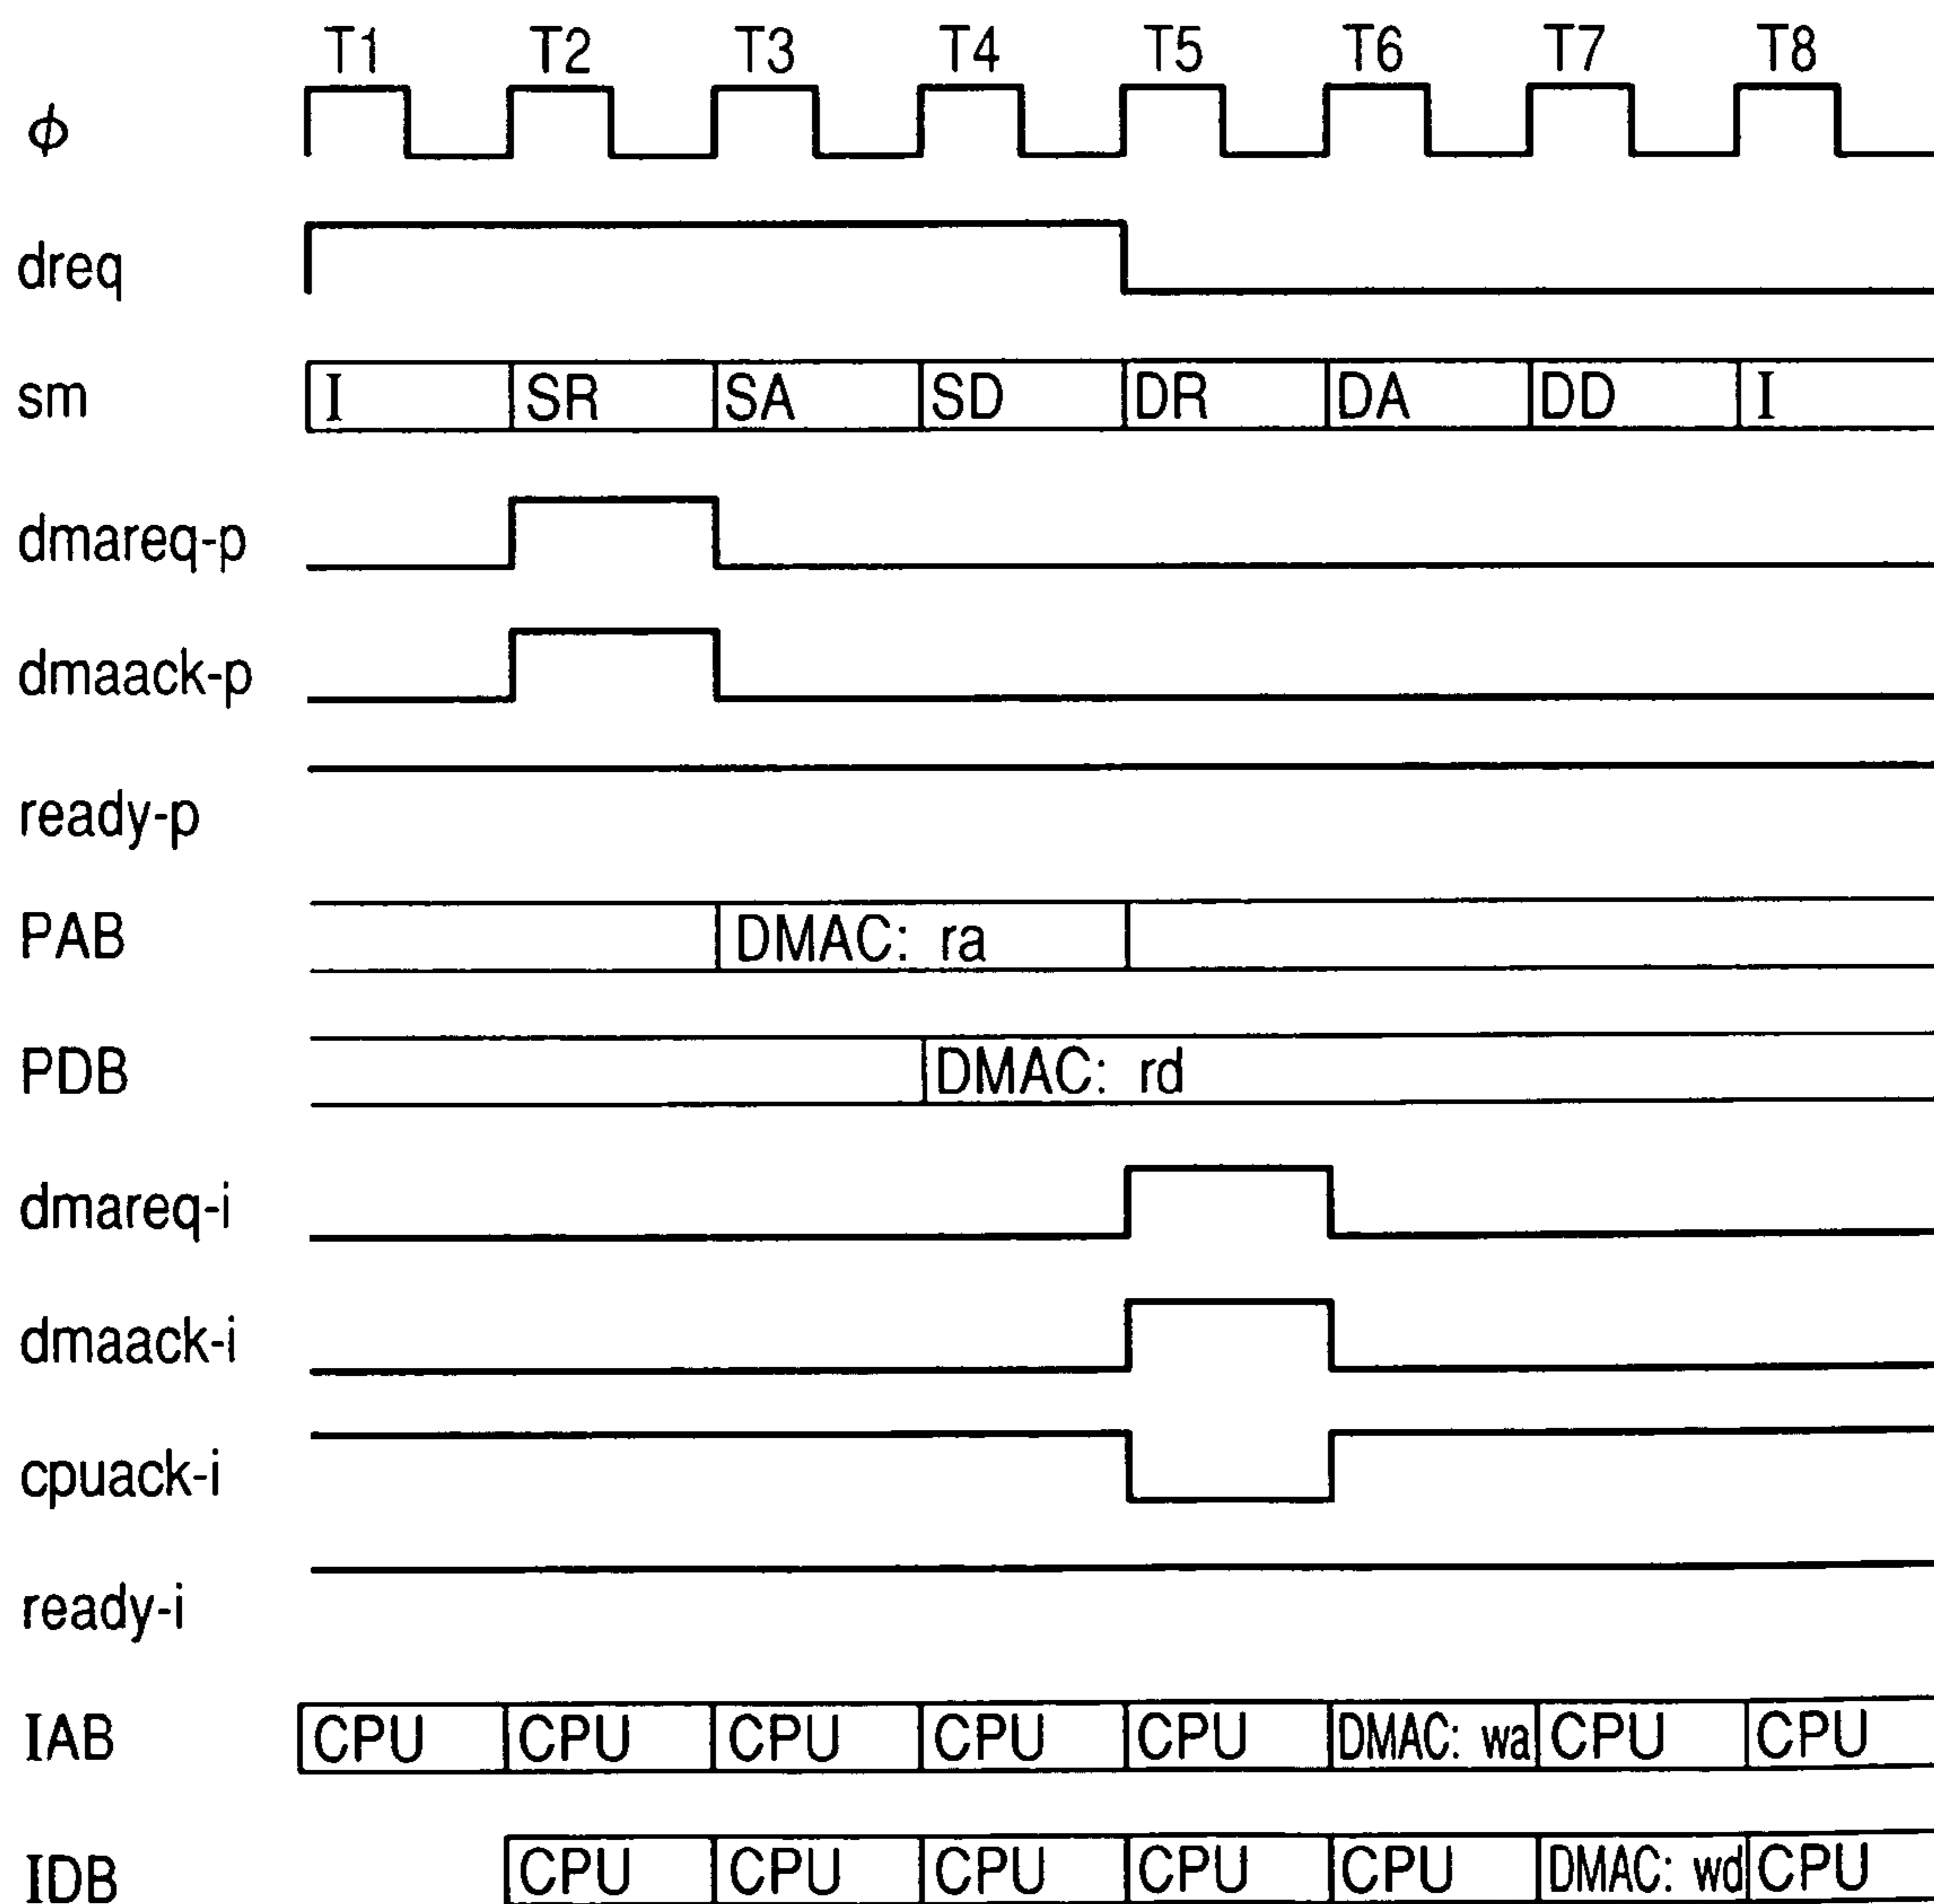 T1 T2 T3 T4 T5 T6 T7 T8
ϕ
dreq
sm I SR SA SD DR DA DD I
dmareq-p
dmaack-p
ready-p
PAB DMAC: ra
PDB DMAC: rd
dmareq-i
dmaack-i
cpuack-i
ready-i
IAB CPU CPU CPU CPU CPU DMAC: wa CPU CPU
IDB CPU CPU CPU CPU CPU DMAC: wd CPU